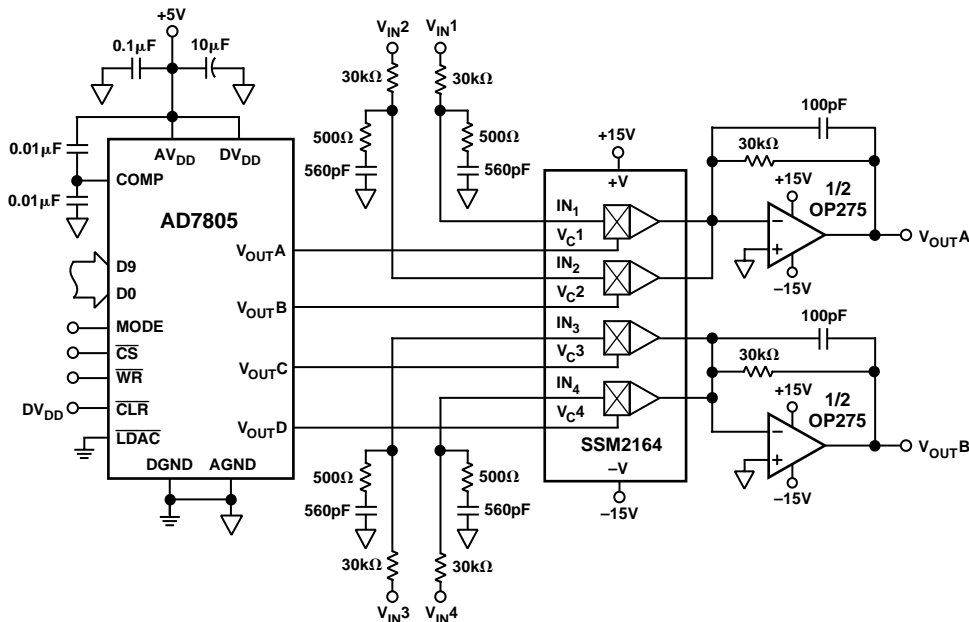 +5V
0.1µF
10µF
0.01µF
0.01µF
AV_DD
DV_DD
COMP
AD7805
D9
D0
MODE
CS
WR
DV_DD
CLR
LDAC
DGND
AGND
V_OUTA
V_OUTB
V_OUTC
V_OUTD
V_IN2
V_IN1
30kΩ
30kΩ
500Ω
560pF
500Ω
560pF
500Ω
560pF
500Ω
560pF
30kΩ
30kΩ
V_IN3
V_IN4
+15V
+V
IN_1
V_C1
IN_2
V_C2
IN_3
V_C3
IN_4
V_C4
SSM2164
–V
–15V
100pF
30kΩ
+15V
1/2
OP275
–
+
–15V
V_OUTA
100pF
30kΩ
+15V
1/2
OP275
–
+
–15V
V_OUTB